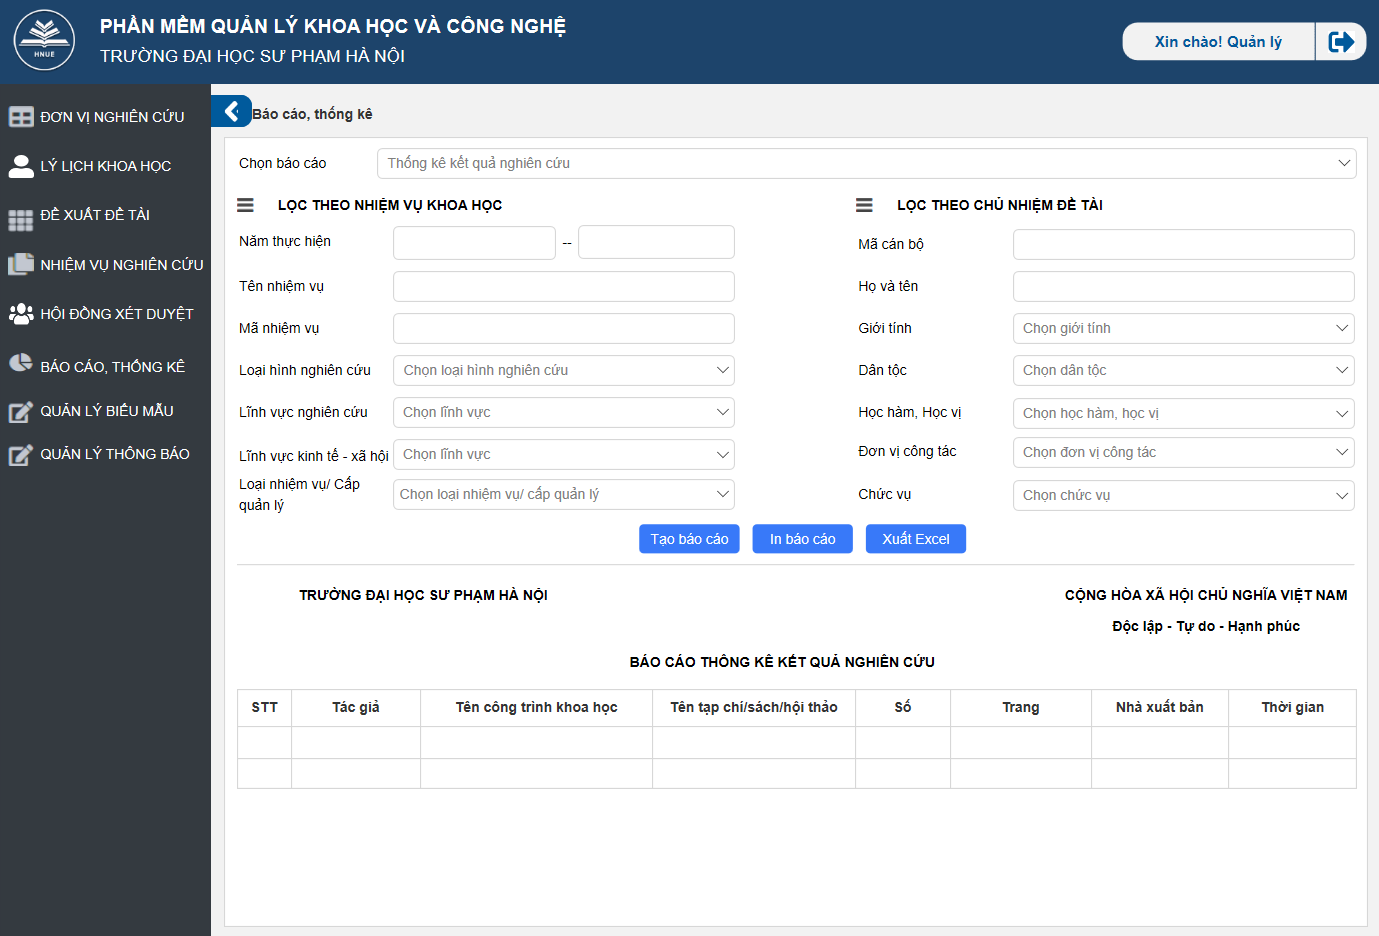 HNUE
PHẦN MỀM QUẢN LÝ KHOA HỌC VÀ CÔNG NGHỆ
TRƯỜNG ĐẠI HỌC SƯ PHẠM HÀ NỘI
Xin chào! Quản lý
ĐƠN VỊ NGHIÊN CỨU
LÝ LỊCH KHOA HỌC
ĐỀ XUẤT ĐỀ TÀI
NHIỆM VỤ NGHIÊN CỨU
HỘI ĐỒNG XÉT DUYỆT
BÁO CÁO, THỐNG KÊ
QUẢN LÝ BIỂU MẪU
QUẢN LÝ THÔNG BÁO
Báo cáo, thống kê
Chọn báo cáo Thống kê kết quả nghiên cứu
LỌC THEO NHIỆM VỤ KHOA HỌC
Năm thực hiện --
Tên nhiệm vụ
Mã nhiệm vụ
Loại hình nghiên cứu Chọn loại hình nghiên cứu
Lĩnh vực nghiên cứu Chọn lĩnh vực
Lĩnh vực kinh tế - xã hội Chọn lĩnh vực
Loại nhiệm vụ/ Cấp
quản lý
Chọn loại nhiệm vụ/ cấp quản lý
LỌC THEO CHỦ NHIỆM ĐỀ TÀI
Mã cán bộ
Họ và tên
Giới tính Chọn giới tính
Dân tộc Chọn dân tộc
Học hàm, Học vị Chọn học hàm, học vị
Đơn vị công tác Chọn đơn vị công tác
Chức vụ Chọn chức vụ
Tạo báo cáo In báo cáo Xuất Excel
TRƯỜNG ĐẠI HỌC SƯ PHẠM HÀ NỘI
CỘNG HÒA XÃ HỘI CHỦ NGHĨA VIỆT NAM
Độc lập - Tự do - Hạnh phúc
BÁO CÁO THÔNG KÊ KẾT QUẢ NGHIÊN CỨU
STT Tác giả Tên công trình khoa học Tên tạp chí/sách/hội thảo Số Trang Nhà xuất bản Thời gian